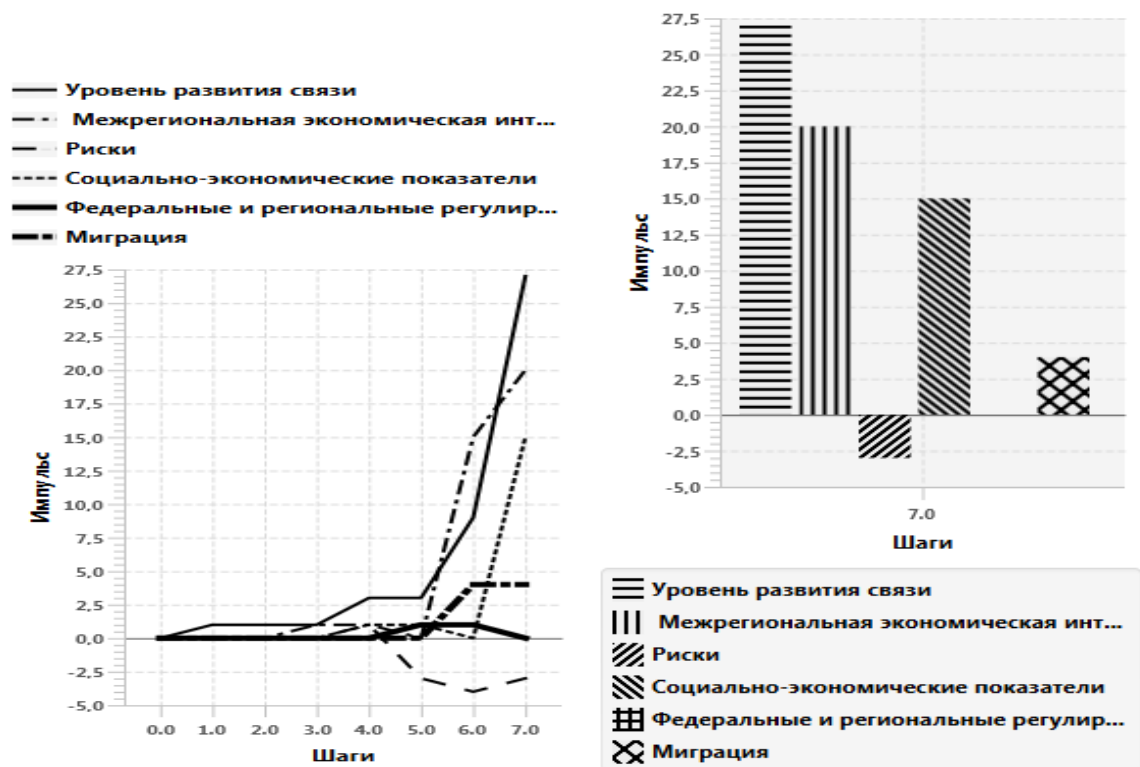 Уровень развития связи
Межрегиональная экономическая инт...
Риски
Социально-экономические показатели
Федеральные и региональные регулир...
Миграция
27,5
25,0
22,5
20,0
17,5
15,0
12,5
10,0
7,5
5,0
2,5
0,0
-2,5
-5,0
Импульс
0.0 1.0 2.0 3.0 4.0 5.0 6.0 7.0
Шаги
27,5
25,0
22,5
20,0
17,5
15,0
12,5
10,0
7,5
5,0
2,5
0,0
-2,5
-5,0
Импульс
7.0
Шаги
Уровень развития связи
Межрегиональная экономическая инт...
Риски
Социально-экономические показатели
Федеральные и региональные регулир...
Миграция